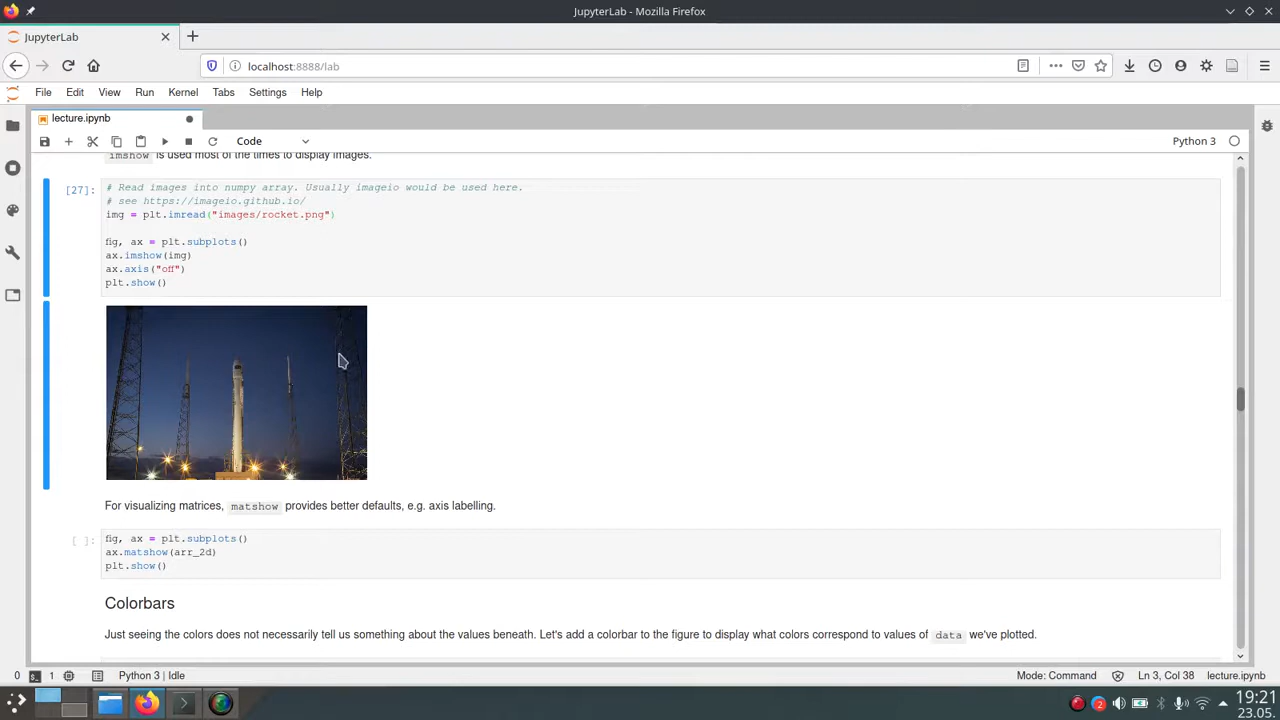 JupyterLab — Mozilla Firefox
JupyterLab
localhost:8888/lab
File Edit View Run Kernel Tabs Settings Help
lecture.ipynb
Code
Python 3
imshow is used most of the times to display images.
[27]:
# Read images into numpy array. Usually imageio would be used here.
# see https://imageio.github.io/
img = plt.imread("images/rocket.png")
fig, ax = plt.subplots()
ax.imshow(img)
ax.axis("off")
plt.show()
For visualizing matrices, matshow provides better defaults, e.g. axis labelling.
[ ]:
fig, ax = plt.subplots()
ax.matshow(arr_2d)
plt.show()
Colorbars
Just seeing the colors does not necessarily tell us something about the values beneath. Let's add a colorbar to the figure to display what colors correspond to values of data we've plotted.
0 1 Python 3 | Idle Mode: Command Ln 3, Col 38 lecture.ipynb
2
19:21
23.05.